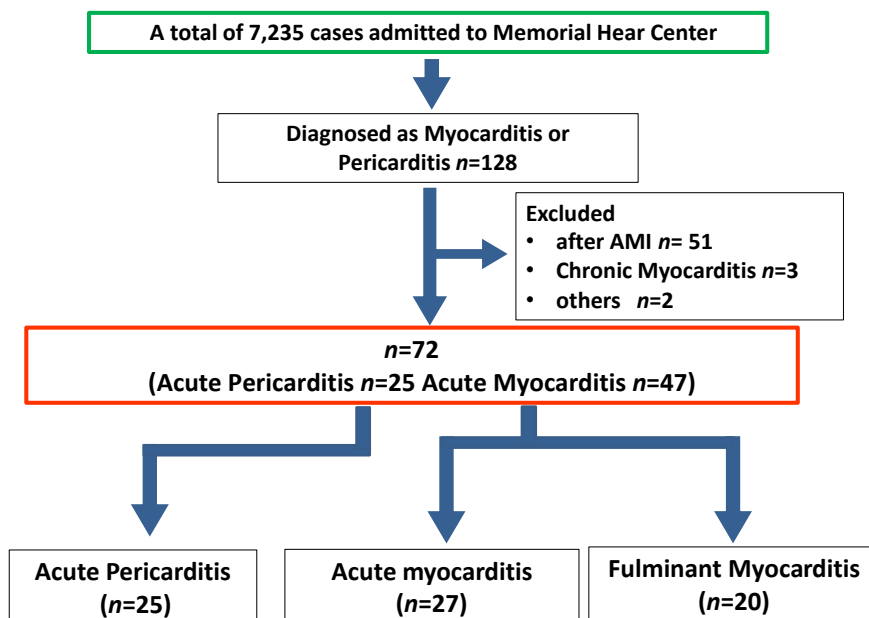 A total of 7,235 cases admitted to Memorial Hear Center
Diagnosed as Myocarditis or
Pericarditis n=128
Excluded
• after AMI n= 51
• Chronic Myocarditis n=3
• others n=2
n=72
(Acute Pericarditis n=25 Acute Myocarditis n=47)
Acute Pericarditis
(n=25)
Acute myocarditis
(n=27)
Fulminant Myocarditis
(n=20)